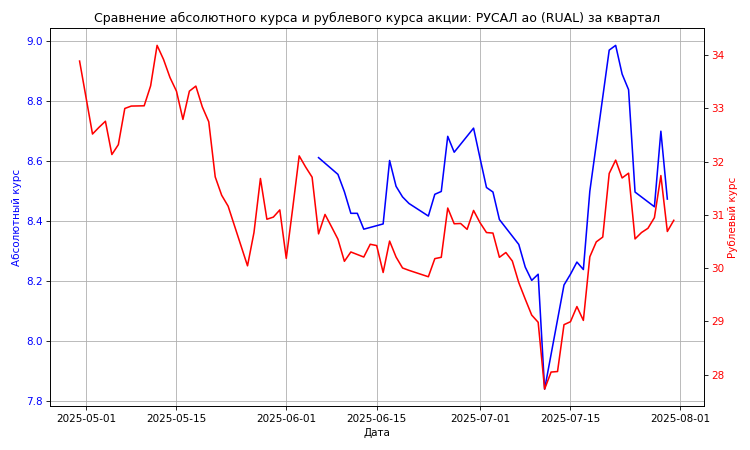 Сравнение абсолютного курса и рублевого курса акции: РУСАЛ ао (RUAL) за квартал
9.0
8.8
8.6
8.4
8.2
8.0
7.8
Абсолютный курс
34
33
32
31
30
29
28
Рублевый курс
2025-05-01 2025-05-15 2025-06-01 2025-06-15 2025-07-01 2025-07-15 2025-08-01
Дата